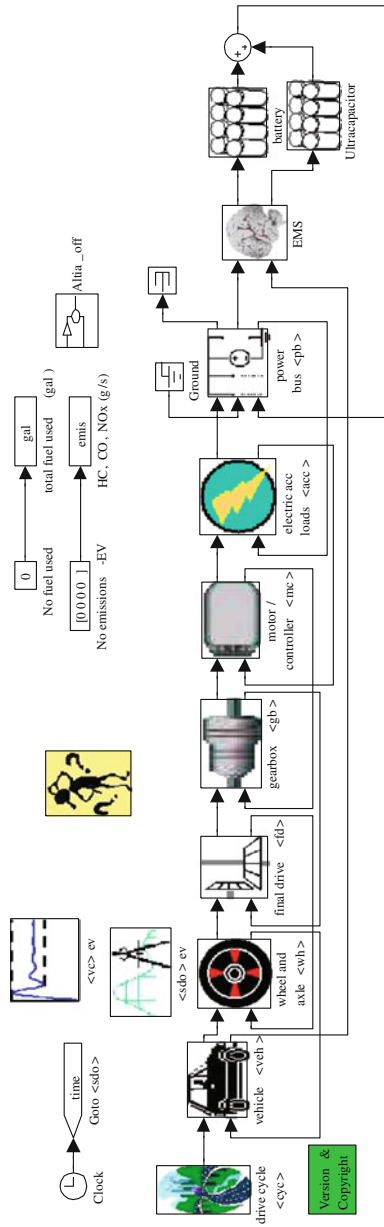 Clock
time
Goto <sdo>
<vc> ev
<sdo> ev
0
No fuel used
gal
total fuel used (gal)
[0 0 0 0 ]
No emissions -EV
emis
HC, CO, NOx (g/s)
Altia_off
drive cycle
<cyc>
vehicle <veh>
wheel and
axle <wh>
final drive <fd>
gearbox <gb>
motor /
controller <mc>
electric acc
loads <acc>
Ground
power
bus <pb>
EMS
battery
Ultracapacitor
+
+
Version &
Copyright